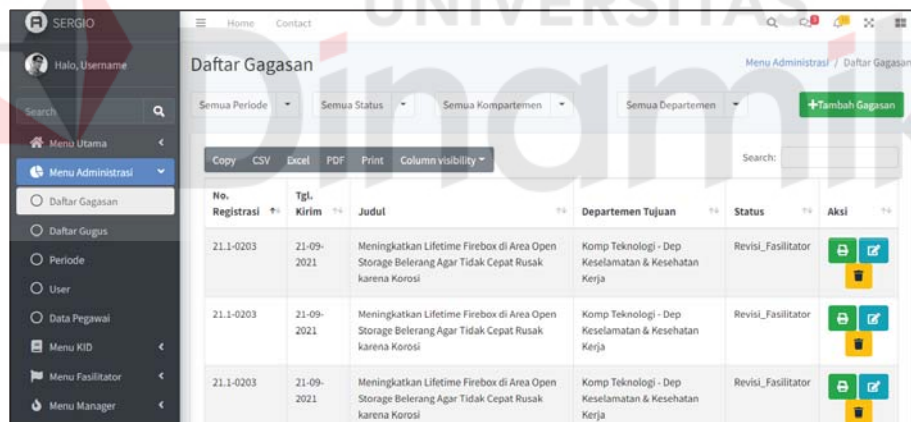 UNIVERSITAS
Dinamika
SERGIO
Home Contact
Halo, Username
Daftar Gagasan
Menu Administrasi / Daftar Gagasan
Search
Semua Periode
Semua Status
Semua Kompartemen
Semua Departemen
+Tambah Gagasan
Menu Utama
Menu Administrasi
Daftar Gagasan
Daftar Gugus
Periode
User
Data Pegawai
Menu KID
Menu Fasilitator
Menu Manager
Copy CSV Excel PDF Print Column visibility
Search:
No. Registrasi
Tgl. Kirim
Judul
Departemen Tujuan
Status
Aksi
21.1-0203
21-09-
2021
Meningkatkan Lifetime Firebox di Area Open
Storage Belerang Agar Tidak Cepat Rusak
karena Korosi
Komp Teknologi - Dep
Keselamatan & Kesehatan
Kerja
Revisi_Fasilitator
21.1-0203
21-09-
2021
Meningkatkan Lifetime Firebox di Area Open
Storage Belerang Agar Tidak Cepat Rusak
karena Korosi
Komp Teknologi - Dep
Keselamatan & Kesehatan
Kerja
Revisi_Fasilitator
21.1-0203
21-09-
2021
Meningkatkan Lifetime Firebox di Area Open
Storage Belerang Agar Tidak Cepat Rusak
karena Korosi
Komp Teknologi - Dep
Keselamatan & Kesehatan
Kerja
Revisi_Fasilitator